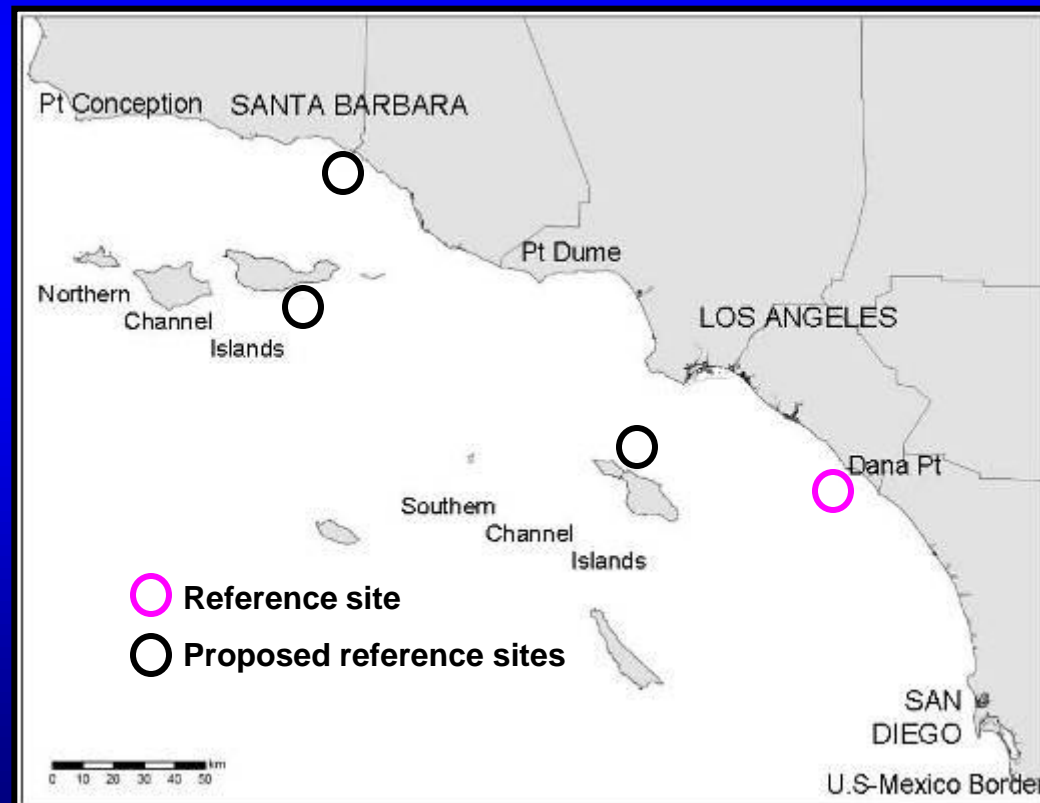 Pt Conception
SANTA BARBARA
Pt Dume
Northern
Channel
Islands
LOS ANGELES
Dana Pt
Southern
Channel
Islands
Reference site
Proposed reference sites
SAN
DIEGO
km
0 10 20 30 40 50
U.S-Mexico Border